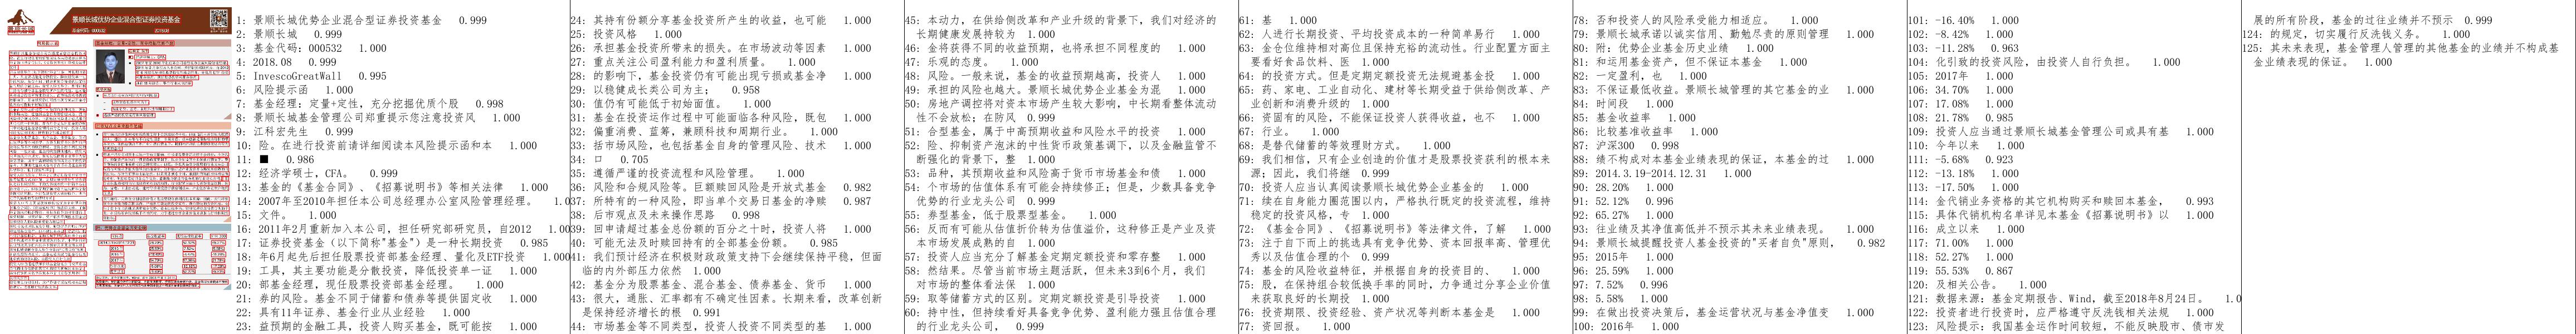 景顺长城优势企业混合型证券投资基金
基金代码：000532
2018.08
1: 景顺长城优势企业混合型证券投资基金 0.999
2: 景顺长城 0.999
3: 基金代码：000532 1.000
4: 2018.08 0.999
5: InvescoGreatWall 0.995
6: 风险提示函 1.000
7: 基金经理：定量+定性，充分挖掘优质个股 0.998
8: 景顺长城基金管理公司郑重提示您注意投资风 1.000
9: 江科宏先生 0.999
10: 险。在进行投资前请详细阅读本风险提示函和本 1.000
11: ■ 0.986
12: 经济学硕士，CFA。 0.999
13: 基金的《基金合同》、《招募说明书》等相关法律 1.000
14: 2007年至2010年担任本公司总经理办公室风险管理经理。 1.0
15: 文件。 1.000
16: 2011年2月重新加入本公司，担任研究部研究员，自2012 1.00
17: 证券投资基金（以下简称"基金"）是一种长期投资 0.985
18: 年6月起先后担任股票投资部基金经理、量化及ETF投资 1.000
19: 工具，其主要功能是分散投资，降低投资单一证 1.000
20: 部基金经理，现任股票投资部基金经理。 1.000
21: 券的风险。基金不同于储蓄和债券等提供固定收 1.000
22: 具有11年证券、基金行业从业经验 1.000
23: 益预期的金融工具，投资人购买基金，既可能按 1.000
24: 其持有份额分享基金投资所产生的收益，也可能 1.000
25: 投资风格 1.000
26: 承担基金投资所带来的损失。在市场波动等因素 1.000
27: 重点关注公司盈利能力和盈利质量。 1.000
28: 的影响下，基金投资仍有可能出现亏损或基金净 1.000
29: 以稳健成长类公司为主； 0.958
30: 值仍有可能低于初始面值。 1.000
31: 基金在投资运作过程中可能面临各种风险，既包 1.000
32: 偏重消费、蓝筹，兼顾科技和周期行业。 1.000
33: 括市场风险，也包括基金自身的管理风险、技术 1.000
34: 口 0.705
35: 遵循严谨的投资流程和风险管理。 1.000
36: 风险和合规风险等。巨额赎回风险是开放式基金 0.982
37: 所特有的一种风险，即当单个交易日基金的净赎 0.987
38: 后市观点及未来操作思路 0.998
39: 回申请超过基金总份额的百分之十时，投资人将 1.000
40: 可能无法及时赎回持有的全部基金份额。 0.985
41: 我们预计经济在积极财政政策支持下会继续保持平稳，但面
临的内外部压力依然 1.000
42: 基金分为股票基金、混合基金、债券基金、货币 1.000
43: 很大，通胀、汇率都有不确定性因素。长期来看，改革创新
是保持经济增长的根 0.991
44: 市场基金等不同类型，投资人投资不同类型的基 1.000
45: 本动力，在供给侧改革和产业升级的背景下，我们对经济的
长期健康发展持较为 1.000
46: 金将获得不同的收益预期，也将承担不同程度的 1.000
47: 乐观的态度。 1.000
48: 风险。一般来说，基金的收益预期越高，投资人 1.000
49: 承担的风险也越大。景顺长城优势企业基金为混 1.000
50: 房地产调控将对资本市场产较大影响，中长期看整体流动
性不会放松；在防风 0.999
51: 合型基金，属于中高预期收益和风险水平的投资 1.000
52: 险、抑制资产泡沫的中性货币政策基调下，以及金融监管不
断强化的背景下，整 1.000
53: 品种，其预期收益和风险高于货币市场基金和债 1.000
54: 个市场的估值体系有可能会持续修正；但是，少数具备竞争
优势的行业龙头公司 0.999
55: 券型基金，低于股票型基金。 1.000
56: 反而有可能从估值折价转为估值溢价，这种修正是产业及资
本市场发展成熟的自 1.000
57: 投资人应当充分了解基金定期定额投资和零存整 1.000
58: 然结果。尽管当前市场主题活跃，但未来3到6个月，我们
对市场的整体看法保 1.000
59: 取等储蓄方式的区别。定期定额投资是引导投资 1.000
60: 持中性，但持续看好具备竞争优势、盈利能力强且估值合理
的行业龙头公司， 0.999
61: 基 1.000
62: 人进行长期投资、平均投资成本的一种简单易行 1.000
63: 金仓位维持相对高位且保持充裕的流动性。行业配置方面主
要看好食品饮料、医 1.000
64: 的投资方式。但是定期定额投资无法规避基金投 1.000
65: 药、家电、工业自动化、建材等长期受益于供给侧改革、产
业创新和消费升级的 1.000
66: 资固有的风险，不能保证投资人获得收益，也不 1.000
67: 行业。 1.000
68: 是替代储蓄的等效理财方式。 1.000
69: 我们相信，只有企业创造的价值才是股票投资获利的根本来
源；因此，我们将继 0.999
70: 投资人应当认真阅读景顺长城优势企业基金的 1.000
71: 续在自身能力圈范围以内，严格执行既定的投资流程，维持
稳定的投资风格，专 1.000
72: 《基金合同》、《招募说明书》等法律文件，了解 1.000
73: 注于自下而上的挑选具有竞争优势、资本回报率高、管理优
秀以及估值合理的个 0.999
74: 基金的风险收益特征，并根据自身的投资目的、 1.000
75: 股，在保持组合较低换手率的同时，力争通过分享企业价值
来获取良好的长期投 1.000
76: 投资期限、投资经验、资产状况等判断本基金是 1.000
77: 资回报。 1.000
78: 否和投资人的风险承受能力相适应。 1.000
79: 景顺长城承诺以诚实信用、勤勉尽责的原则管理 1.000
80: 附：优势企业基金历史业绩 1.000
81: 和运用基金资产，但不保证本基金 1.000
82: 一定盈利，也 1.000
83: 不保证最低收益。景顺长城管理的其它基金的业 1.000
84: 时间段 1.000
85: 基金收益率 1.000
86: 比较基准收益率 1.000
87: 沪深300 0.998
88: 绩不构成对本基金业绩表现的保证，本基金的过 1.000
89: 2014.3.19-2014.12.31 1.000
90: 28.20% 1.000
91: 52.12% 0.996
92: 65.27% 1.000
93: 往业绩及其净值高低并不预示其未来业绩表现。 1.000
94: 景顺长城提醒投资人基金投资的"买者自负"原则， 0.982
95: 2015年 1.000
96: 25.59% 1.000
97: 7.52% 0.996
98: 5.58% 1.000
99: 在做出投资决策后，基金运营状况与基金净值变 1.000
100: 2016年 1.000
101: -16.40% 1.000
102: -8.42% 1.000
103: -11.28% 0.963
104: 化引致的投资风险，由投资人自行负担。 1.000
105: 2017年 1.000
106: 34.70% 1.000
107: 17.08% 1.000
108: 21.78% 0.985
109: 投资人应当通过景顺长城基金管理公司或具有基 1.000
110: 今年以来 1.000
111: -5.68% 0.923
112: -13.18% 1.000
113: -17.50% 1.000
114: 金代销业务资格的其它机构购买和赎回本基金， 0.993
115: 具体代销机构名单详见本基金《招募说明书》以 1.000
116: 成立以来 1.000
117: 71.00% 1.000
118: 52.27% 1.000
119: 55.53% 0.867
120: 及相关公告。 1.000
121: 数据来源：基金定期报告、Wind，截至2018年8月24日。 1.0
122: 投资者进行投资时，应严格遵守反洗钱相关法规 1.000
123: 风险提示：我国基金运作时间较短，不能反映股市、债市发
展的所有阶段，基金的过往业绩并不预示 0.999
124: 的规定，切实履行反洗钱义务。 1.000
125: 其未来表现，基金管理人管理的其他基金的业绩并不构成基
金业绩表现的保证。 1.000